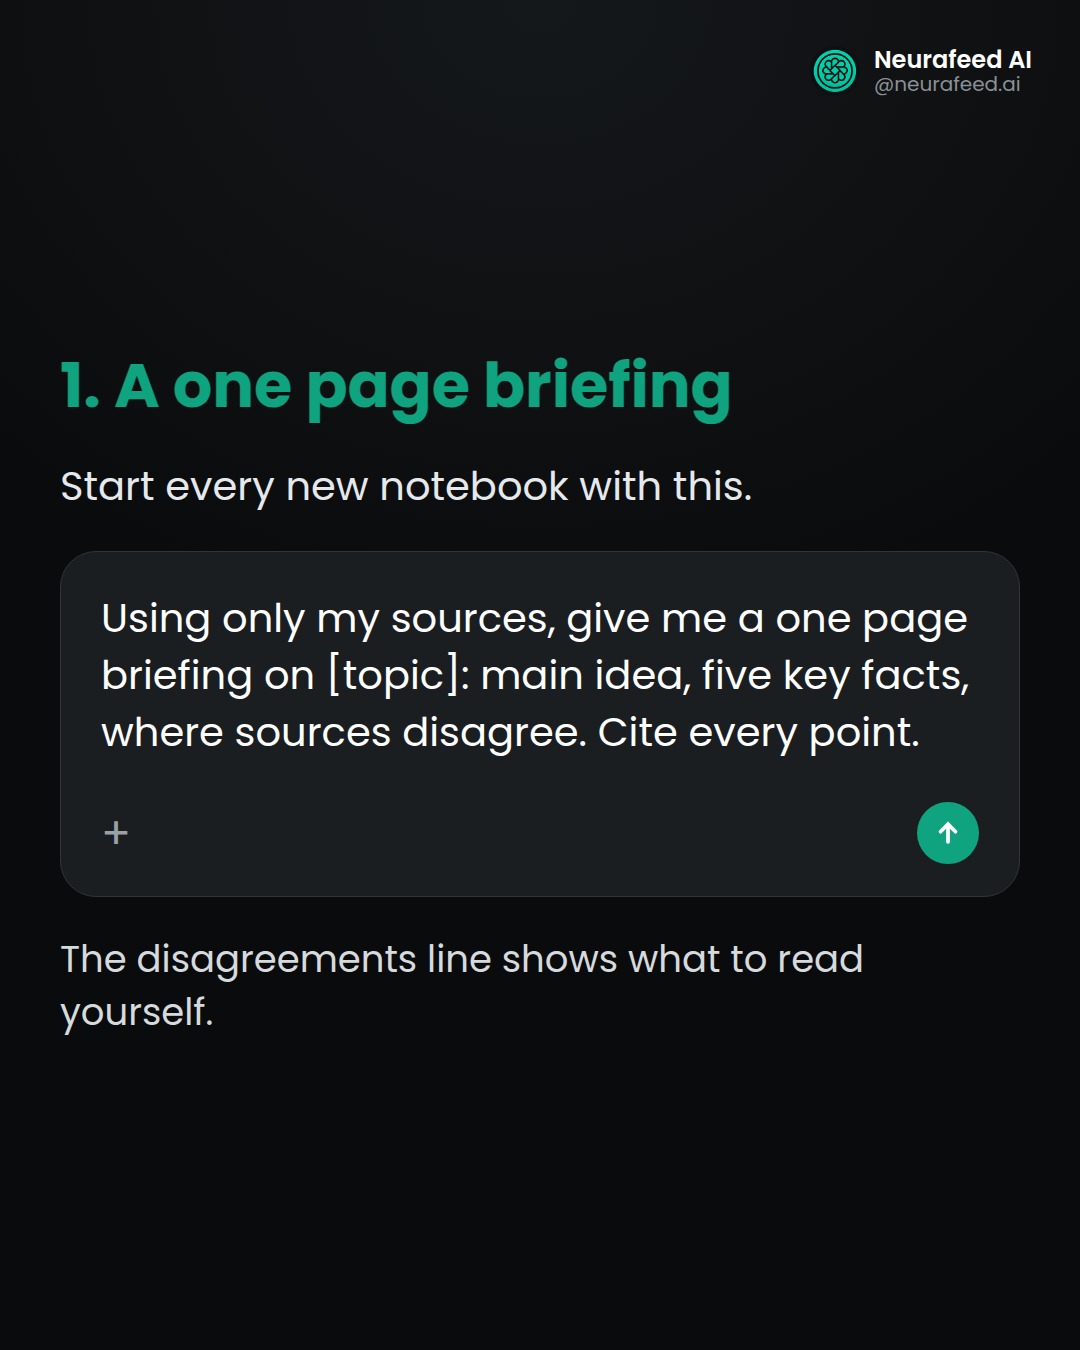 Neurafeed AI
@neurafeed.ai
1. A one page briefing
Start every new notebook with this.
Using only my sources, give me a one page
briefing on [topic]: main idea, five key facts,
where sources disagree. Cite every point.
+
The disagreements line shows what to read
yourself.